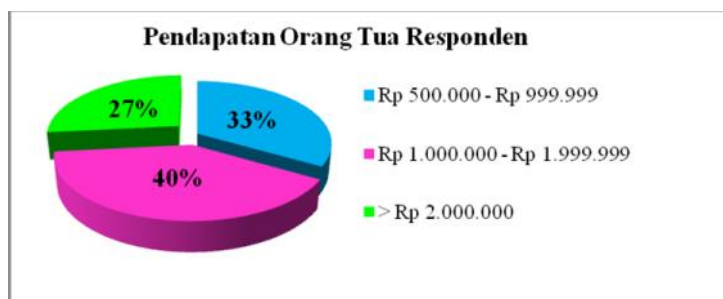 Pendapatan Orang Tua Responden
27%
33%
40%
Rp 500.000 - Rp 999.999
Rp 1.000.000 - Rp 1.999.999
> Rp 2.000.000